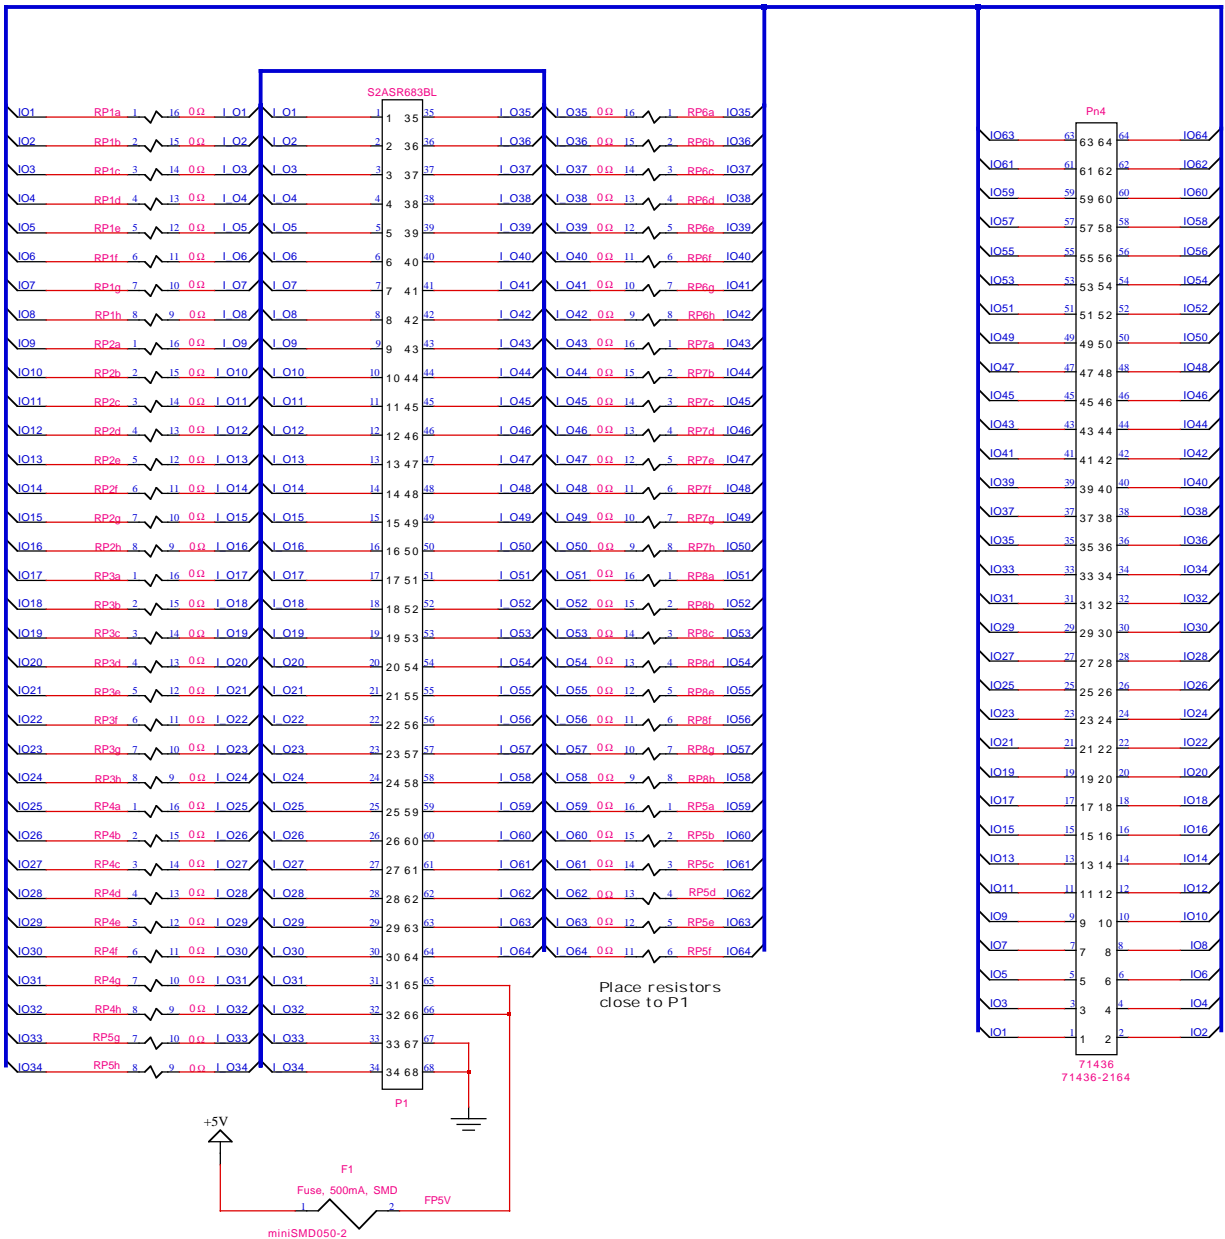 S2ASR683BL
IO1 RP1a 1 16 0Ω I_O1 I_O1 1 1 35 35 I_O35 I_O35 0Ω 16 1 RP6a IO35
IO2 RP1b 2 15 0Ω I_O2 I_O2 2 2 36 36 I_O36 I_O36 0Ω 15 2 RP6b IO36
IO3 RP1c 3 14 0Ω I_O3 I_O3 3 3 37 37 I_O37 I_O37 0Ω 14 3 RP6c IO37
IO4 RP1d 4 13 0Ω I_O4 I_O4 4 4 38 38 I_O38 I_O38 0Ω 13 4 RP6d IO38
IO5 RP1e 5 12 0Ω I_O5 I_O5 5 5 39 39 I_O39 I_O39 0Ω 12 5 RP6e IO39
IO6 RP1f 6 11 0Ω I_O6 I_O6 6 6 40 40 I_O40 I_O40 0Ω 11 6 RP6f IO40
IO7 RP1g 7 10 0Ω I_O7 I_O7 7 7 41 41 I_O41 I_O41 0Ω 10 7 RP6g IO41
IO8 RP1h 8 9 0Ω I_O8 I_O8 8 8 42 42 I_O42 I_O42 0Ω 9 8 RP6h IO42
IO9 RP2a 1 16 0Ω I_O9 I_O9 9 9 43 43 I_O43 I_O43 0Ω 16 1 RP7a IO43
IO10 RP2b 2 15 0Ω I_O10 I_O10 10 10 44 44 I_O44 I_O44 0Ω 15 2 RP7b IO44
IO11 RP2c 3 14 0Ω I_O11 I_O11 11 11 45 45 I_O45 I_O45 0Ω 14 3 RP7c IO45
IO12 RP2d 4 13 0Ω I_O12 I_O12 12 12 46 46 I_O46 I_O46 0Ω 13 4 RP7d IO46
IO13 RP2e 5 12 0Ω I_O13 I_O13 13 13 47 47 I_O47 I_O47 0Ω 12 5 RP7e IO47
IO14 RP2f 6 11 0Ω I_O14 I_O14 14 14 48 48 I_O48 I_O48 0Ω 11 6 RP7f IO48
IO15 RP2g 7 10 0Ω I_O15 I_O15 15 15 49 49 I_O49 I_O49 0Ω 10 7 RP7g IO49
IO16 RP2h 8 9 0Ω I_O16 I_O16 16 16 50 50 I_O50 I_O50 0Ω 9 8 RP7h IO50
IO17 RP3a 1 16 0Ω I_O17 I_O17 17 17 51 51 I_O51 I_O51 0Ω 16 1 RP8a IO51
IO18 RP3b 2 15 0Ω I_O18 I_O18 18 18 52 52 I_O52 I_O52 0Ω 15 2 RP8b IO52
IO19 RP3c 3 14 0Ω I_O19 I_O19 19 19 53 53 I_O53 I_O53 0Ω 14 3 RP8c IO53
IO20 RP3d 4 13 0Ω I_O20 I_O20 20 20 54 54 I_O54 I_O54 0Ω 13 4 RP8d IO54
IO21 RP3e 5 12 0Ω I_O21 I_O21 21 21 55 55 I_O55 I_O55 0Ω 12 5 RP8e IO55
IO22 RP3f 6 11 0Ω I_O22 I_O22 22 22 56 56 I_O56 I_O56 0Ω 11 6 RP8f IO56
IO23 RP3g 7 10 0Ω I_O23 I_O23 23 23 57 57 I_O57 I_O57 0Ω 10 7 RP8g IO57
IO24 RP3h 8 9 0Ω I_O24 I_O24 24 24 58 58 I_O58 I_O58 0Ω 9 8 RP8h IO58
IO25 RP4a 1 16 0Ω I_O25 I_O25 25 25 59 59 I_O59 I_O59 0Ω 16 1 RP5a IO59
IO26 RP4b 2 15 0Ω I_O26 I_O26 26 26 60 60 I_O60 I_O60 0Ω 15 2 RP5b IO60
IO27 RP4c 3 14 0Ω I_O27 I_O27 27 27 61 61 I_O61 I_O61 0Ω 14 3 RP5c IO61
IO28 RP4d 4 13 0Ω I_O28 I_O28 28 28 62 62 I_O62 I_O62 0Ω 13 4 RP5d IO62
IO29 RP4e 5 12 0Ω I_O29 I_O29 29 29 63 63 I_O63 I_O63 0Ω 12 5 RP5e IO63
IO30 RP4f 6 11 0Ω I_O30 I_O30 30 30 64 64 I_O64 I_O64 0Ω 11 6 RP5f IO64
IO31 RP4g 7 10 0Ω I_O31 I_O31 31 31 65 65
IO32 RP4h 8 9 0Ω I_O32 I_O32 32 32 66 66
IO33 RP5g 7 10 0Ω I_O33 I_O33 33 33 67 67
IO34 RP5h 8 9 0Ω I_O34 I_O34 34 34 68 68
P1
Place resistors
close to P1
+5V
F1
Fuse, 500mA, SMD
1 2 FP5V
miniSMD050-2
Pn4
IO63 63 63 64 64 IO64
IO61 61 61 62 62 IO62
IO59 59 59 60 60 IO60
IO57 57 57 58 58 IO58
IO55 55 55 56 56 IO56
IO53 53 53 54 54 IO54
IO51 51 51 52 52 IO52
IO49 49 49 50 50 IO50
IO47 47 47 48 48 IO48
IO45 45 45 46 46 IO46
IO43 43 43 44 44 IO44
IO41 41 41 42 42 IO42
IO39 39 39 40 40 IO40
IO37 37 37 38 38 IO38
IO35 35 35 36 36 IO36
IO33 33 33 34 34 IO34
IO31 31 31 32 32 IO32
IO29 29 29 30 30 IO30
IO27 27 27 28 28 IO28
IO25 25 25 26 26 IO26
IO23 23 23 24 24 IO24
IO21 21 21 22 22 IO22
IO19 19 19 20 20 IO20
IO17 17 17 18 18 IO18
IO15 15 15 16 16 IO16
IO13 13 13 14 14 IO14
IO11 11 11 12 12 IO12
IO9 9 9 10 10 IO10
IO7 7 7 8 8 IO8
IO5 5 5 6 6 IO6
IO3 3 3 4 4 IO4
IO1 1 1 2 2 IO2
71436
71436-2164